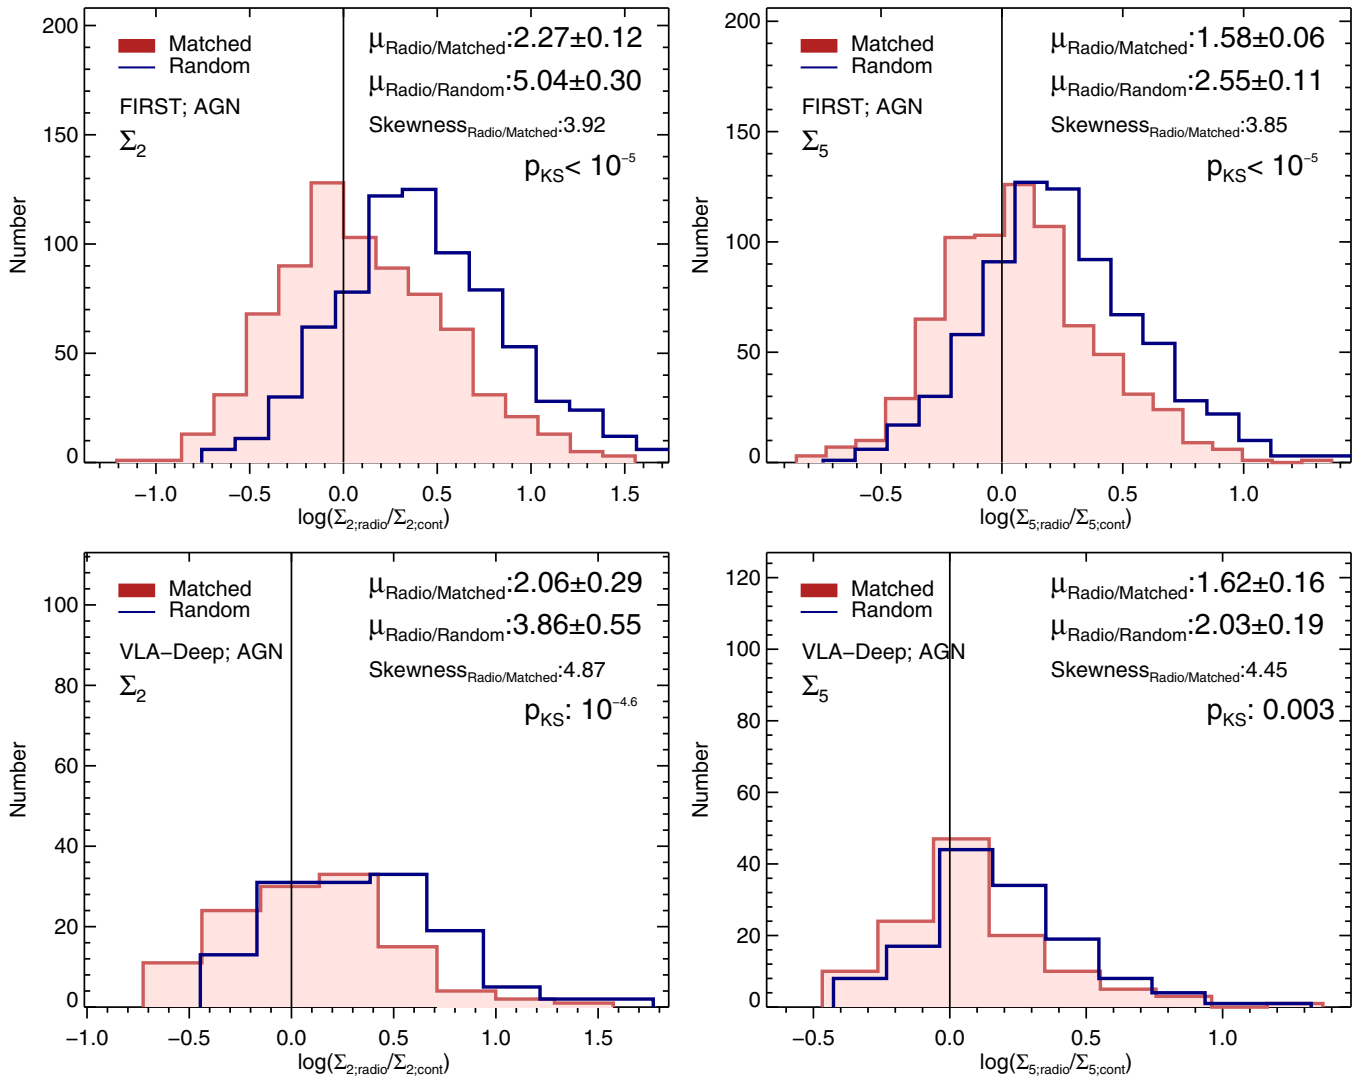 Matched
Random
FIRST; AGN
Σ2
μRadio/Matched:2.27±0.12
μRadio/Random:5.04±0.30
SkewnessRadio/Matched:3.92
pKS< 10−5
200
150
100
50
0
Number
−1.0 −0.5 0.0 0.5 1.0 1.5
log(Σ2;radio/Σ2;cont)
Matched
Random
FIRST; AGN
Σ5
μRadio/Matched:1.58±0.06
μRadio/Random:2.55±0.11
SkewnessRadio/Matched:3.85
pKS< 10−5
200
150
100
50
0
Number
−0.5 0.0 0.5 1.0
log(Σ5;radio/Σ5;cont)
Matched
Random
VLA−Deep; AGN
Σ2
μRadio/Matched:2.06±0.29
μRadio/Random:3.86±0.55
SkewnessRadio/Matched:4.87
pKS: 10−4.6
100
80
60
40
20
0
Number
−1.0 −0.5 0.0 0.5 1.0 1.5
log(Σ2;radio/Σ2;cont)
Matched
Random
VLA−Deep; AGN
Σ5
μRadio/Matched:1.62±0.16
μRadio/Random:2.03±0.19
SkewnessRadio/Matched:4.45
pKS: 0.003
120
100
80
60
40
20
0
Number
−0.5 0.0 0.5 1.0
log(Σ5;radio/Σ5;cont)